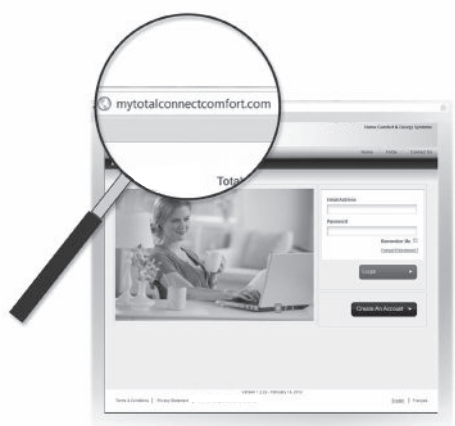 mytotalconnectcomfort.com
Home Comfort & Energy Systems
Home FAQs Contact Us
Total
Email Address
Password
Remember Me
Forgot Password?
Login
Create An Account
Terms & Conditions | Privacy Statement
English | Français